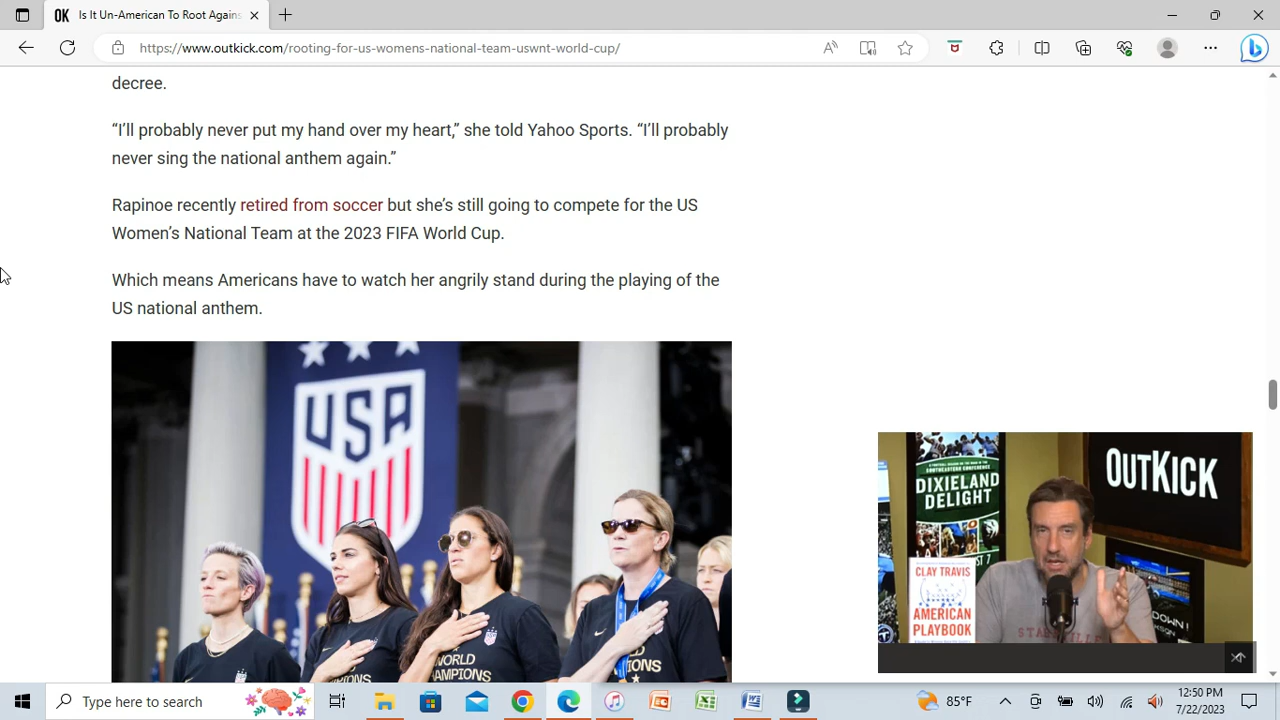 Is It Un-American To Root Agains
https://www.outkick.com/rooting-for-us-womens-national-team-uswnt-world-cup/
decree.
“I’ll probably never put my hand over my heart,” she told Yahoo Sports. “I’ll probably
never sing the national anthem again.”
Rapinoe recently retired from soccer but she’s still going to compete for the US
Women’s National Team at the 2023 FIFA World Cup.
Which means Americans have to watch her angrily stand during the playing of the
US national anthem.
USA
WORLD
CHAMPIONS
IONS
DIXIELAND
DELIGHT
OUTKICK
CLAY TRAVIS
AMERICAN
PLAYBOOK
Type here to search
85°F
12:50 PM
7/22/2023